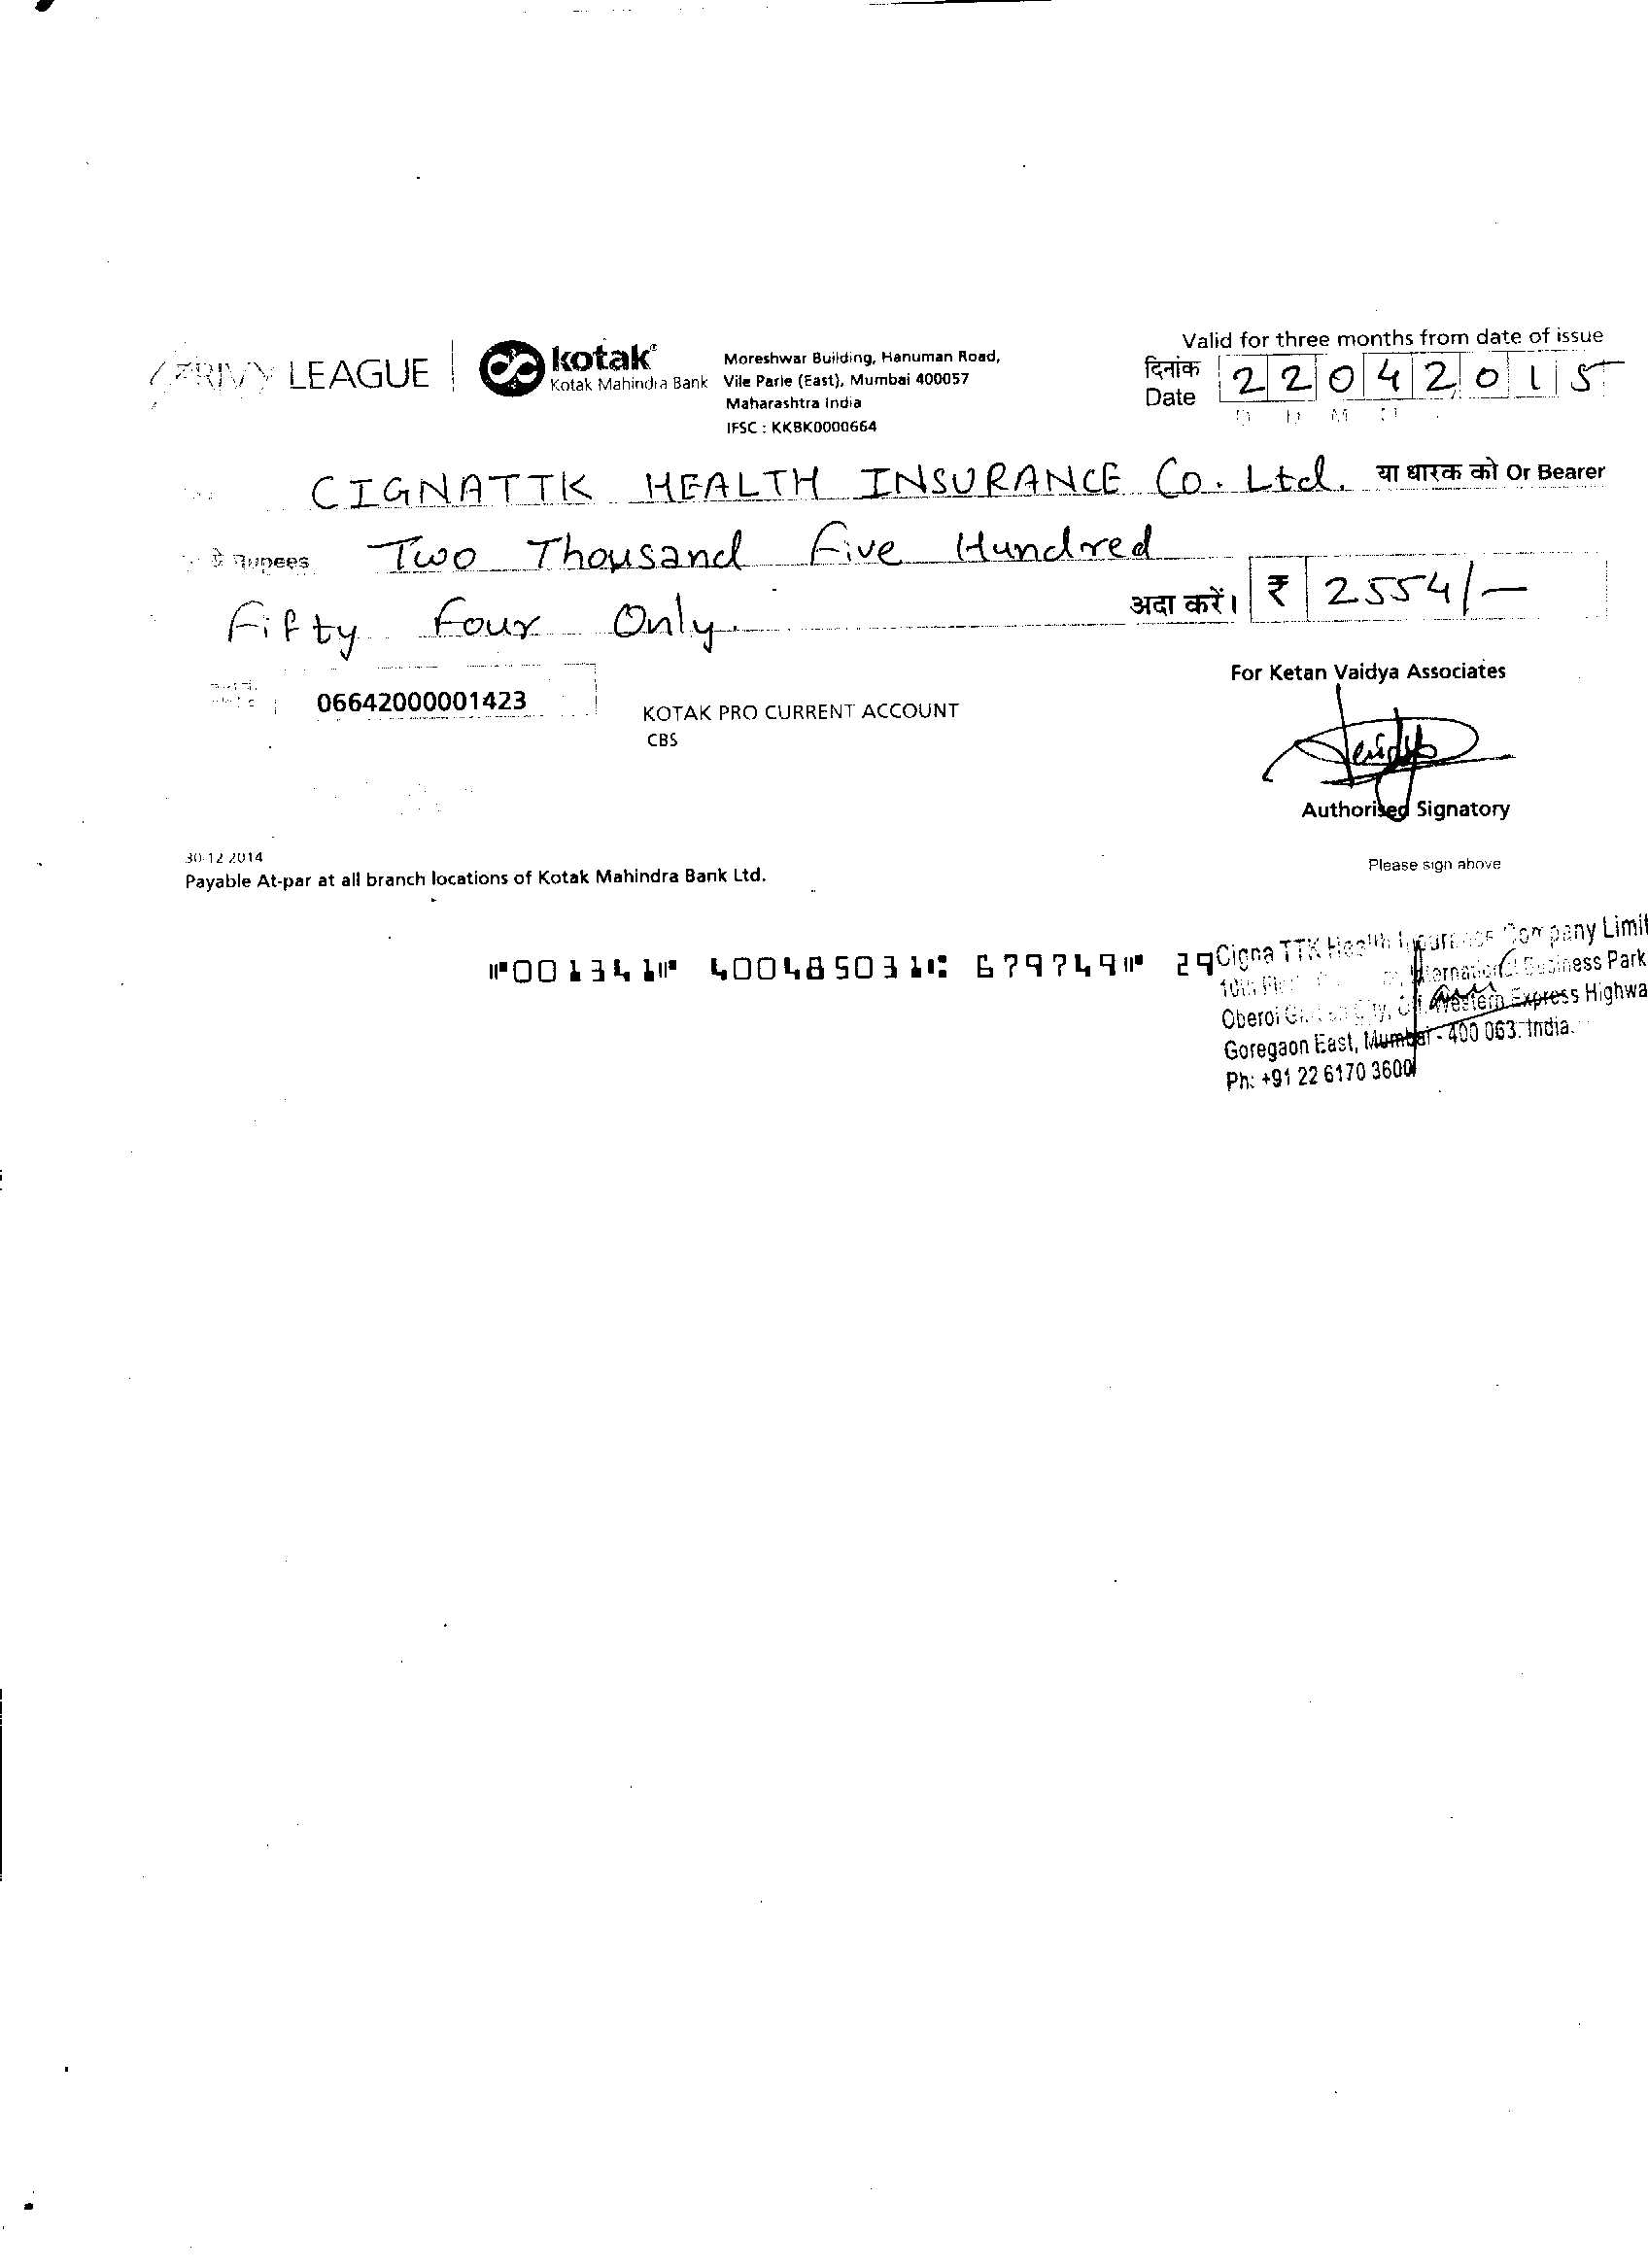 PRIVY LEAGUE
kotak
Kotak Mahindra Bank
Moreshwar Building, Hanuman Road,
Vile Parle (East), Mumbai 400057
Maharashtra India
IFSC : KKBK0000664
Valid for three months from date of issue
दिनांक
Date
22042015
CIGNATTK HEALTH INSURANCE Co. Ltd. या धारक को Or Bearer
Rupees Two Thousand Five Hundred
Fifty Four Only. अदा करें। ₹ 2554/-
06642000001423
KOTAK PRO CURRENT ACCOUNT
CBS
For Ketan Vaidya Associates
Authorised Signatory
Please sign above
30-12-2014
Payable At-par at all branch locations of Kotak Mahindra Bank Ltd.
⑈001341⑈ 400485031⑆ 679749⑈ 29
Cigna TTK Health Insurance Company Limit
10th International Business Park
Oberoi City, Off. Western Express Highwa
Goregaon East, Mumbai - 400 063. India.
Ph: +91 22 6170 3600